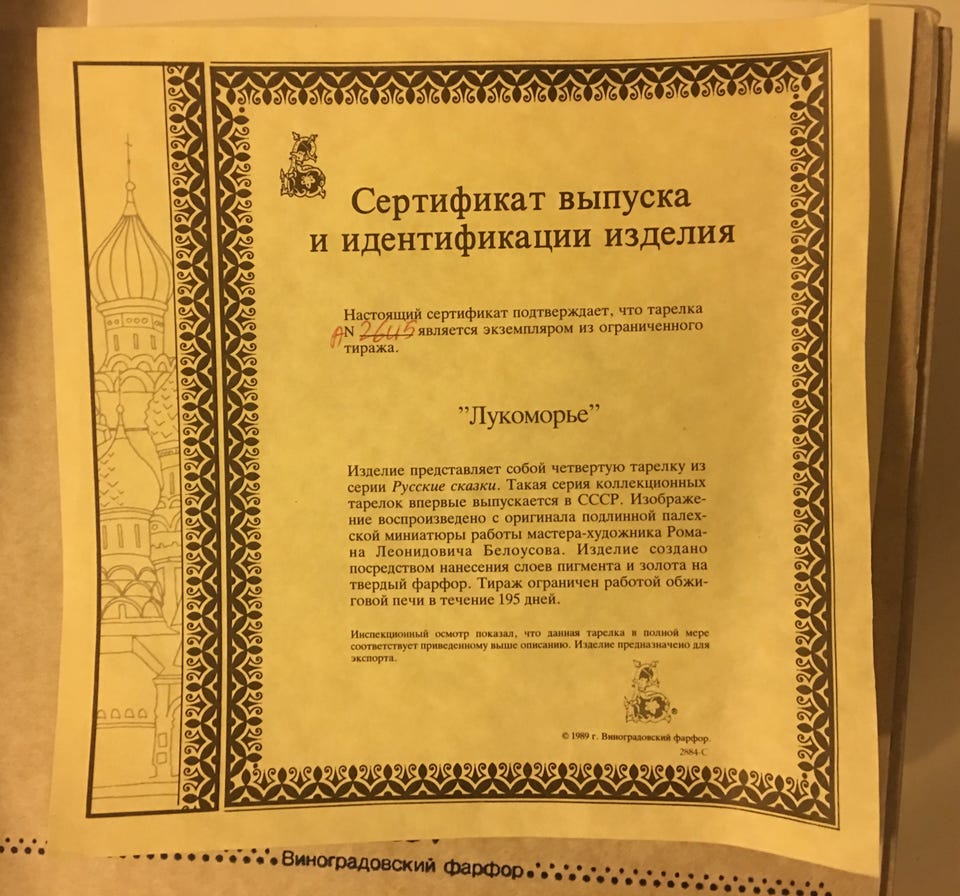 Сертификат выпуска
и идентификации изделия
Настоящий сертификат подтверждает, что тарелка
АN 2645 является экземпляром из ограниченного
тиража.
"Лукоморье"
Изделие представляет собой четвертую тарелку из
серии Русские сказки. Такая серия коллекционных
тарелок впервые выпускается в СССР. Изображе-
ние воспроизведено с оригинала подлинной палех-
ской миниатюры работы мастера-художника Рома-
на Леонидовича Белоусова. Изделие создано
посредством нанесения слоев пигмента и золота на
твердый фарфор. Тираж ограничен работой обжи-
говой печи в течение 195 дней.
Инспекционный осмотр показал, что данная тарелка в полной мере
соответствует приведенному выше описанию. Изделие предназначено для
экспорта.
®
© 1989 г. Виноградовский фарфор.
2884-С
Виноградовский фарфор